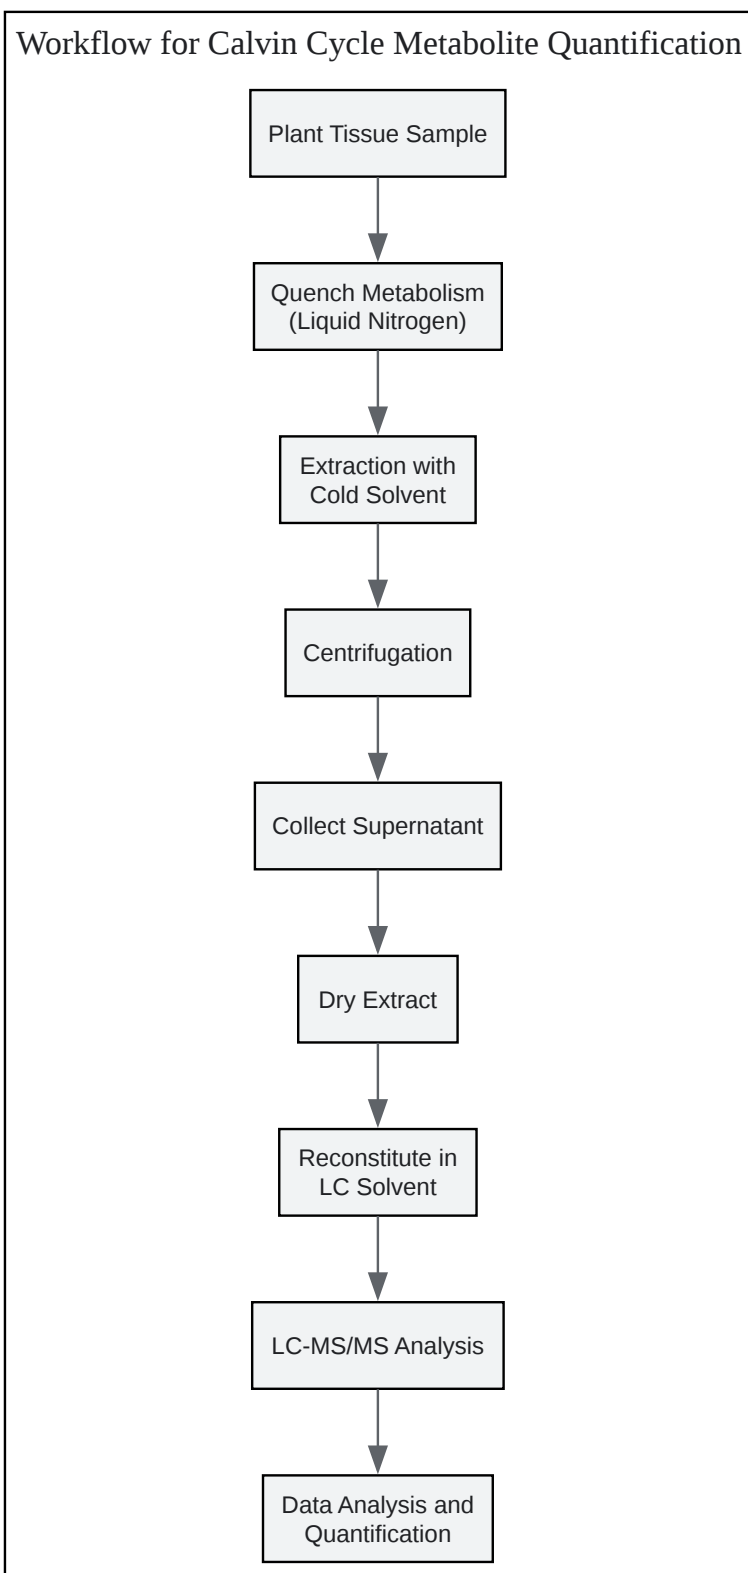 Workflow for Calvin Cycle Metabolite Quantification
Plant Tissue Sample
Quench Metabolism
(Liquid Nitrogen)
Extraction with
Cold Solvent
Centrifugation
Collect Supernatant
Dry Extract
Reconstitute in
LC Solvent
LC-MS/MS Analysis
Data Analysis and
Quantification